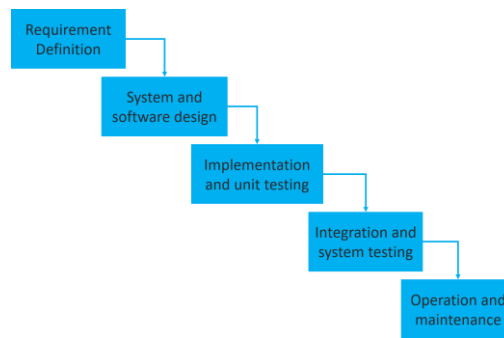 Requirement
Definition
System and
software design
Implementation
and unit testing
Integration and
system testing
Operation and
maintenance